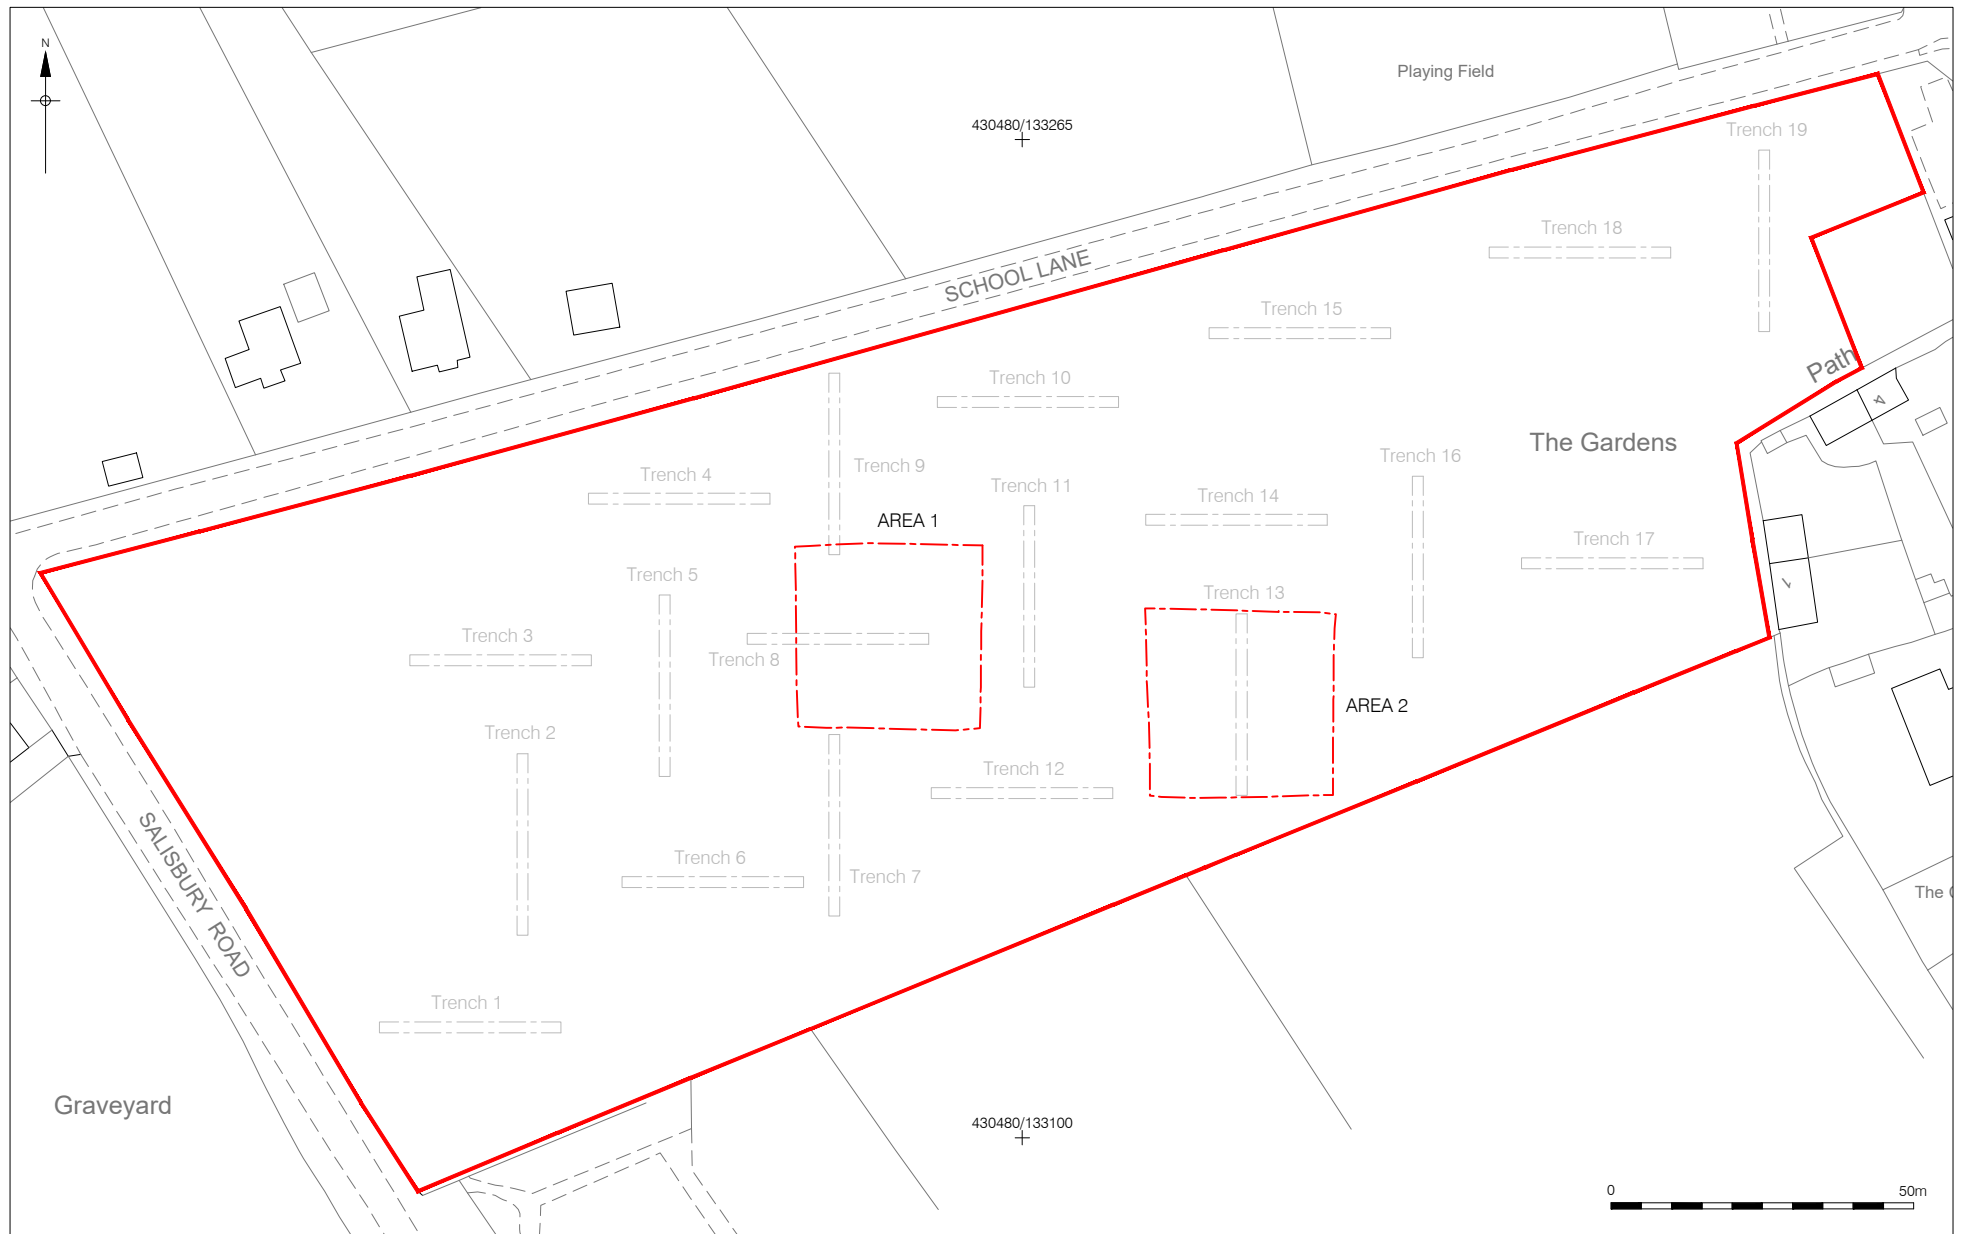 N
Playing Field
430480/133265
Trench 19
Trench 18
SCHOOL LANE
Trench 15
Path
Trench 10
4
The Gardens
Trench 9
Trench 4
Trench 16
Trench 11
Trench 14
AREA 1
Trench 17
Trench 5
1
Trench 13
Trench 3
Trench 8
AREA 2
Trench 2
Trench 12
SALISBURY ROAD
Trench 6
Trench 7
The
Trench 1
Graveyard
430480/133100
0 50m